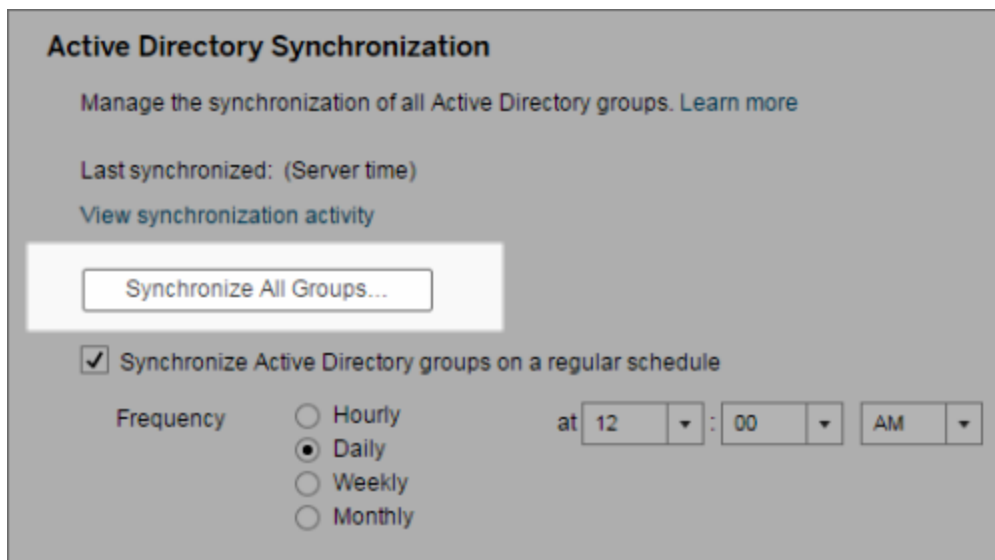 Active Directory Synchronization
Manage the synchronization of all Active Directory groups. Learn more
Last synchronized: (Server time)
View synchronization activity
Synchronize All Groups...
Synchronize Active Directory groups on a regular schedule
Frequency Hourly at 12 : 00 AM
Daily
Weekly
Monthly